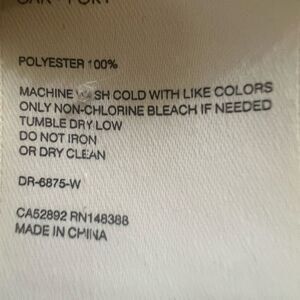 POLYESTER 100%
MACHINE WASH COLD WITH LIKE COLORS
ONLY NON-CHLORINE BLEACH IF NEEDED
TUMBLE DRY LOW
DO NOT IRON
OR DRY CLEAN
DR-6875-W
CA52892 RN148388
MADE IN CHINA